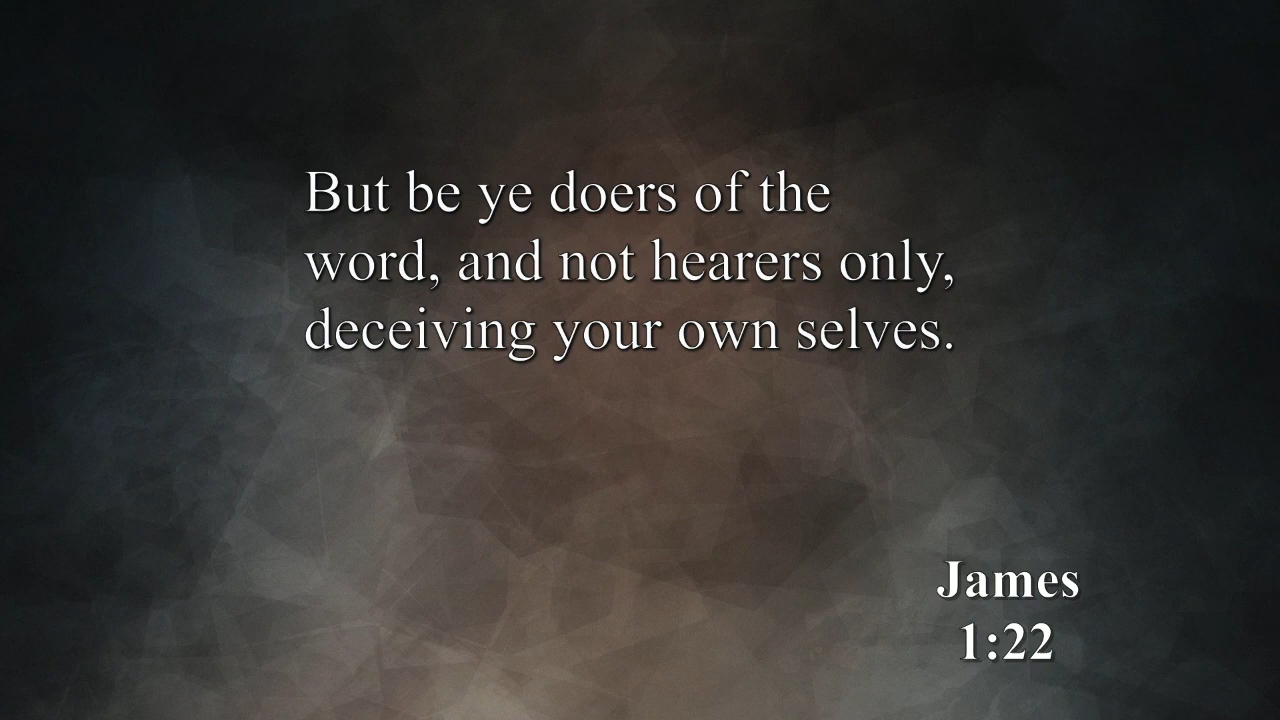 But be ye doers of the
word, and not hearers only,
deceiving your own selves.
James
1:22